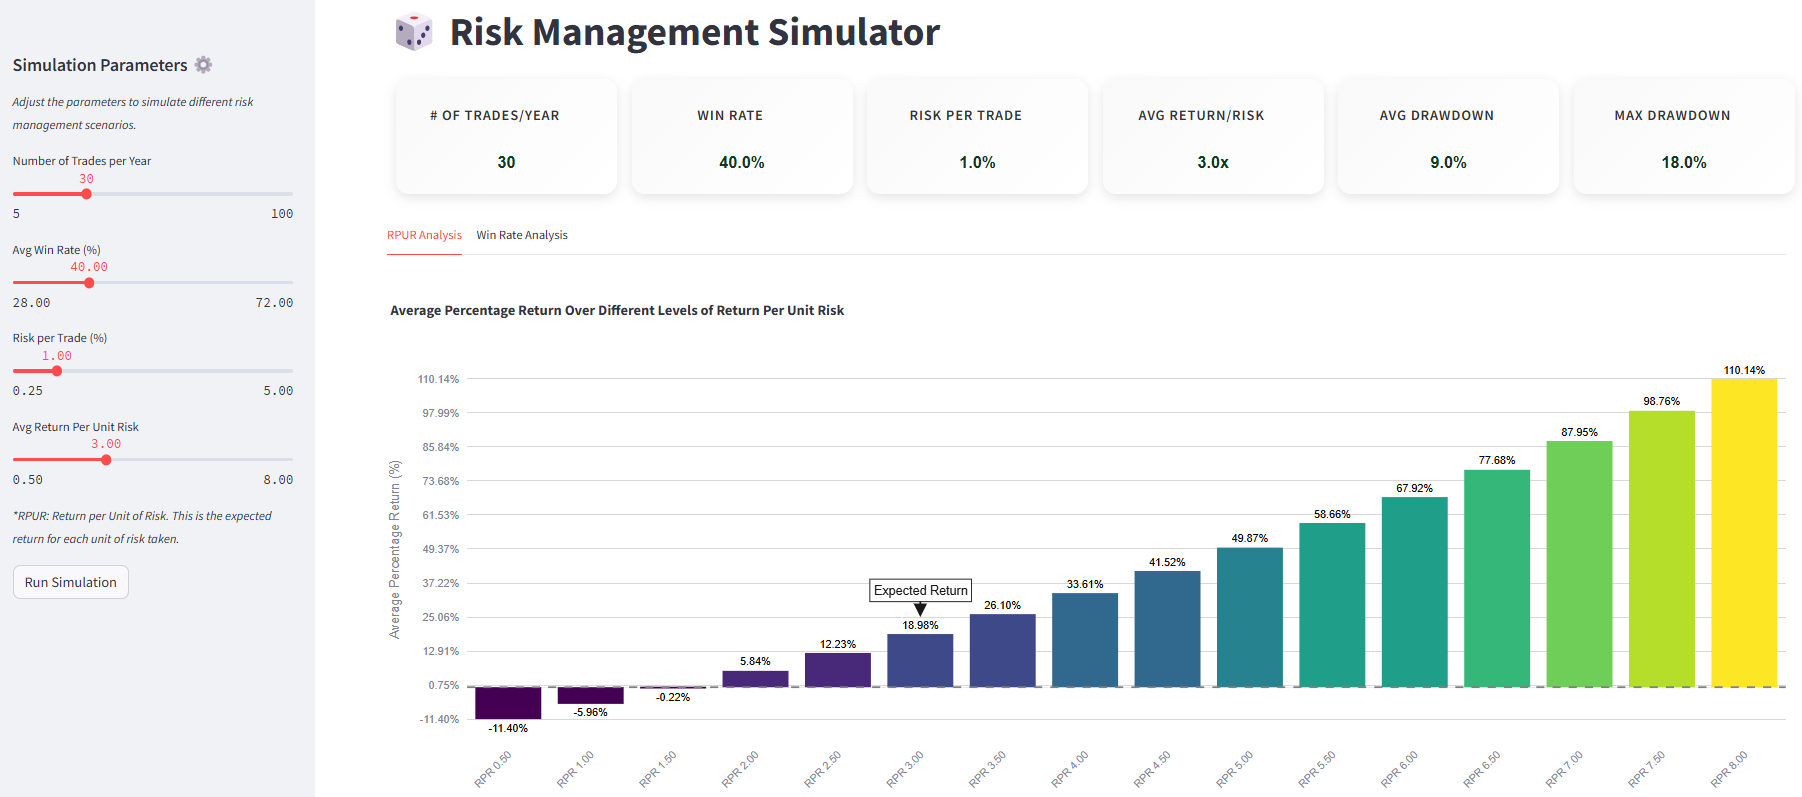 Risk Management Simulator
Simulation Parameters
Adjust the parameters to simulate different risk
management scenarios.
Number of Trades per Year
30
5 100
Avg Win Rate (%)
40.00
28.00 72.00
Risk per Trade (%)
1.00
0.25 5.00
Avg Return Per Unit Risk
3.00
0.50 8.00
*RPUR: Return per Unit of Risk. This is the expected
return for each unit of risk taken.
Run Simulation
# OF TRADES/YEAR
30
WIN RATE
40.0%
RISK PER TRADE
1.0%
AVG RETURN/RISK
3.0x
AVG DRAWDOWN
9.0%
MAX DRAWDOWN
18.0%
RPUR Analysis Win Rate Analysis
Average Percentage Return Over Different Levels of Return Per Unit Risk
Average Percentage Return (%)
110.14%
97.99%
85.84%
73.68%
61.53%
49.37%
37.22%
25.06%
12.91%
0.75%
-11.40%
-11.40%
-5.96%
-0.22%
5.84%
12.23%
Expected Return
18.98%
26.10%
33.61%
41.52%
49.87%
58.66%
67.92%
77.68%
87.95%
98.76%
110.14%
RPR 0.50
RPR 1.00
RPR 1.50
RPR 2.00
RPR 2.50
RPR 3.00
RPR 3.50
RPR 4.00
RPR 4.50
RPR 5.00
RPR 5.50
RPR 6.00
RPR 6.50
RPR 7.00
RPR 7.50
RPR 8.00